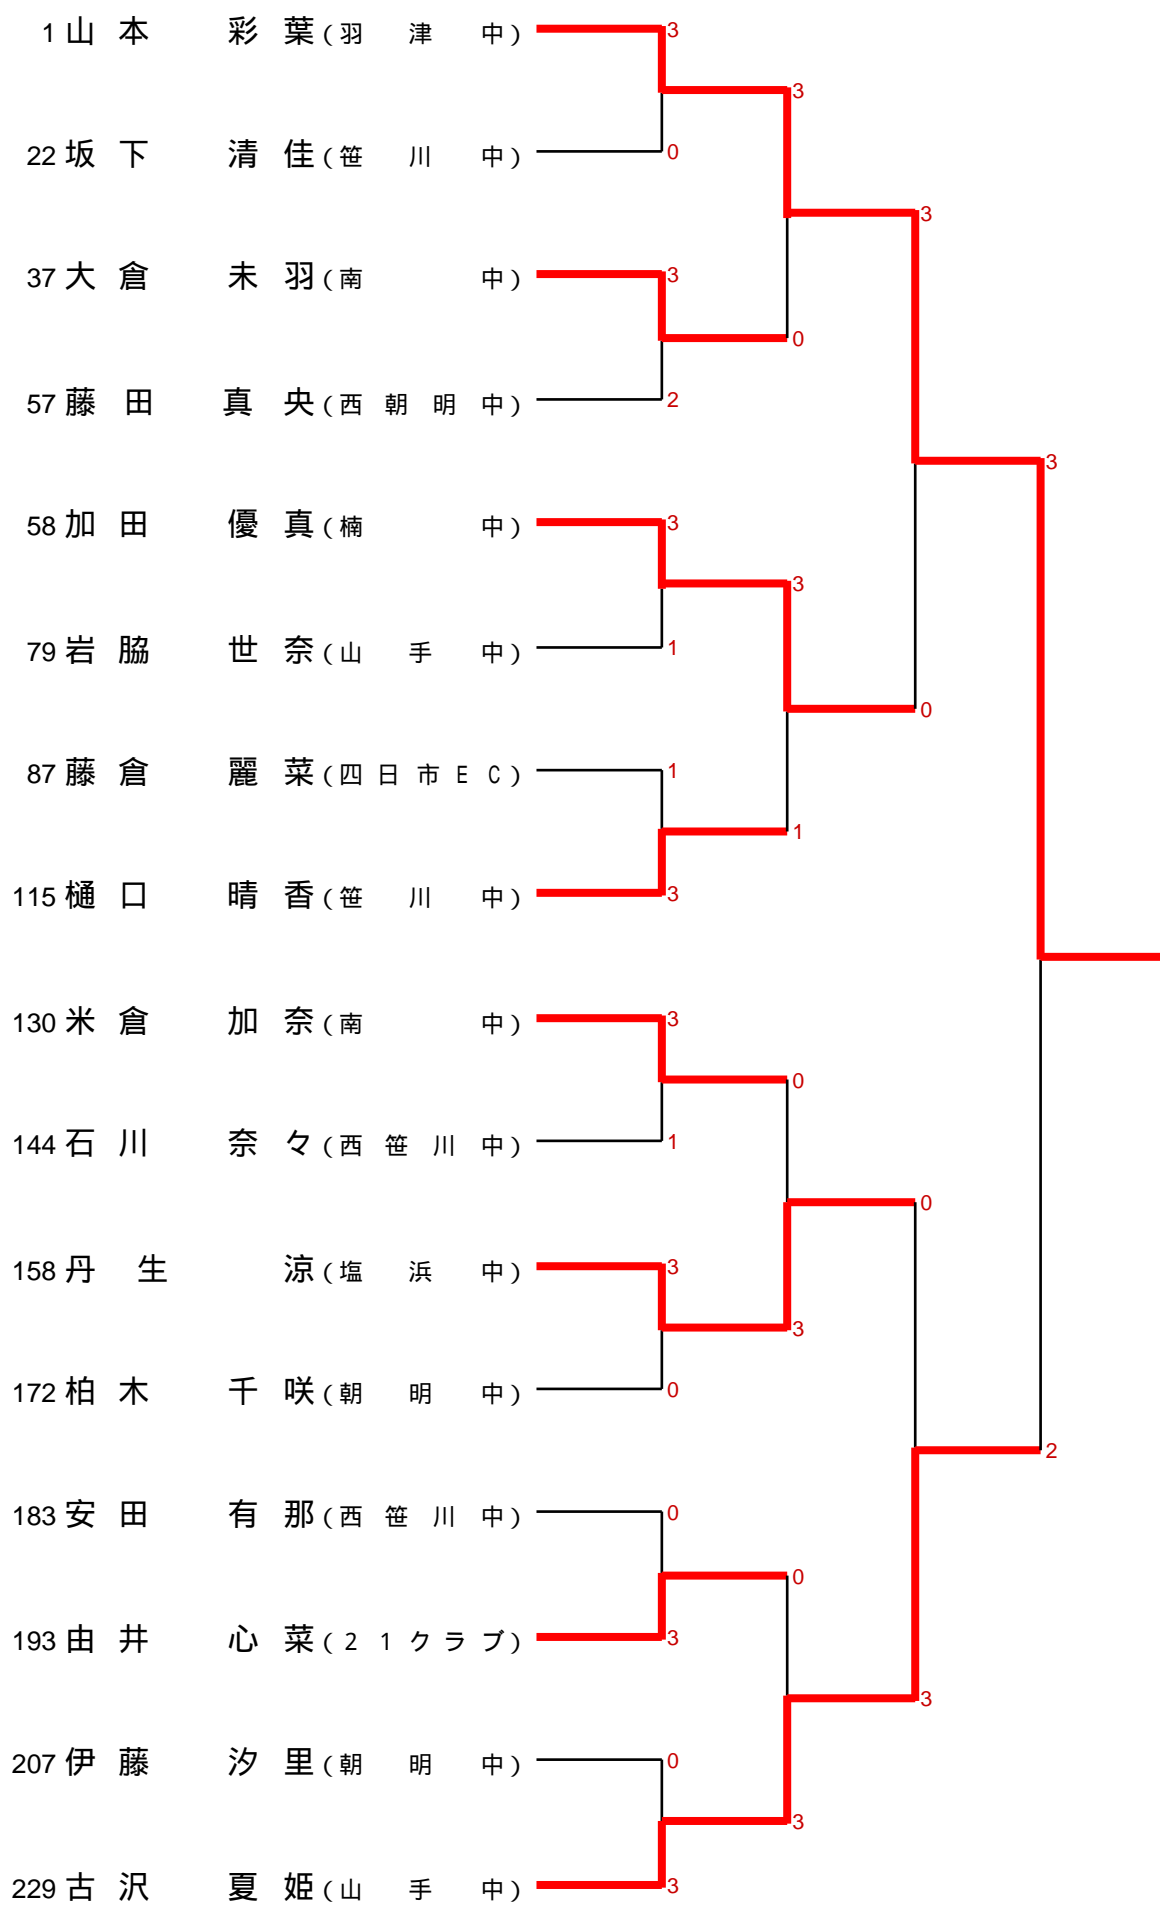 1 山本 彩葉 (羽津中) 3
3
22 坂下 清佳 (笹川中) 0
3
37 大倉 未羽 (南中) 3
0
57 藤田 真央 (西朝明中) 2
3
58 加田 優真 (楠中) 3
3
79 岩脇 世奈 (山手中) 1
0
87 藤倉 麗菜 (四日市EC) 1
1
115 樋口 晴香 (笹川中) 3
130 米倉 加奈 (南中) 3
0
144 石川 奈々 (西笹川中) 1
0
158 丹生 涼 (塩浜中) 3
3
172 柏木 千咲 (朝明中) 0
2
183 安田 有那 (西笹川中) 0
0
193 由井 心菜 (21クラブ) 3
3
207 伊藤 汐里 (朝明中) 0
3
229 古沢 夏姫 (山手中) 3